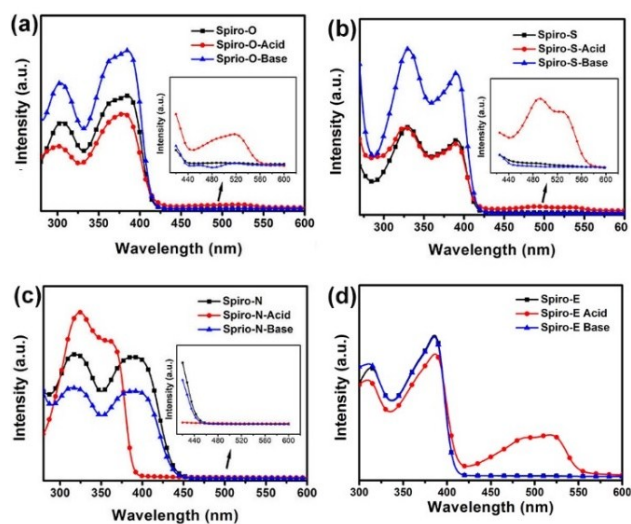 (a)
Spiro-O
Spiro-O-Acid
Sprio-O-Base
Intensity (a.u.)
Intensity (a.u.)
440 480 520 560 600
300 350 400 450 500 550 600
Wavelength (nm)
(b)
Spiro-S
Spiro-S-Acid
Spiro-S-Base
Intensity (a.u.)
Intensity (a.u.)
440 480 520 560 600
300 350 400 450 500 550 600
Wavelength (nm)
(c)
Spiro-N
Spiro-N-Acid
Sprio-N-Base
Intensity (a.u.)
Intensity (a.u.)
440 480 520 560 600
300 350 400 450 500 550 600
Wavelength (nm)
(d)
Spiro-E
Spiro-E Acid
Spiro-E Base
Intensity (a.u.)
300 350 400 450 500 550 600
Wavelength (nm)